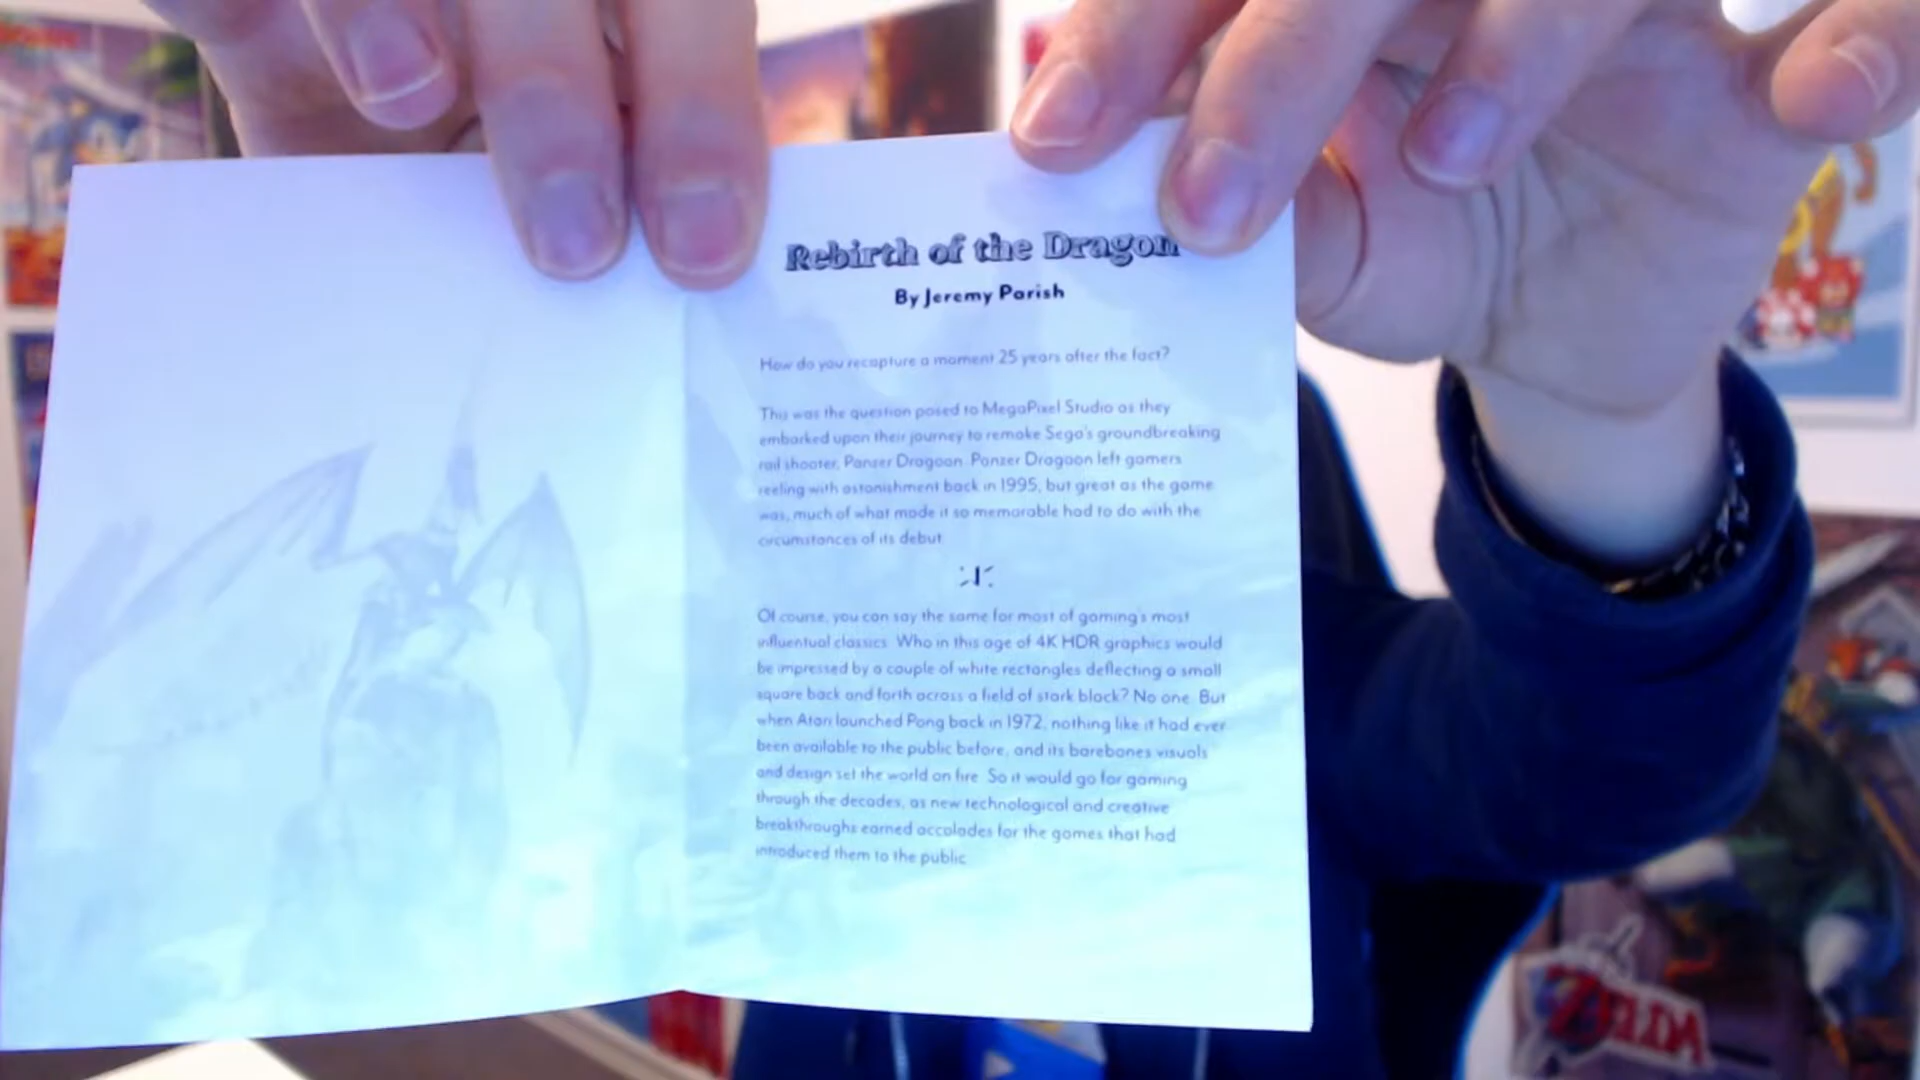 Rebirth of the Dragon
By Jeremy Parish
How do you recapture a moment 25 years after the fact?
This was the question posed to MegaPixel Studio as they
embarked upon their journey to remake Sega's groundbreaking
rail shooter, Panzer Dragoon. Panzer Dragoon left gamers
reeling with astonishment back in 1995, but great as the game
was, much of what made it so memorable had to do with the
circumstances of its debut.
Of course, you can say the same for most of gaming's most
influentual classics. Who in this age of 4K HDR graphics would
be impressed by a couple of white rectangles deflecting a small
square back and forth across a field of stark black? No one. But
when Atari launched Pong back in 1972, nothing like it had ever
been available to the public before, and its barebones visuals
and design set the world on fire. So it would go for gaming
through the decades, as new technological and creative
breakthroughs earned accolades for the games that had
introduced them to the public.
ZELDA